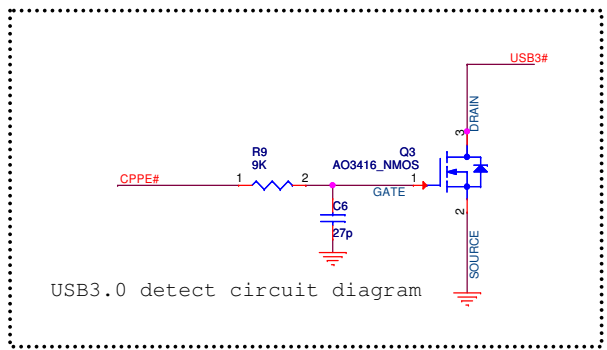 USB3#
DRAIN
3
R9
9K
Q3
AO3416_NMOS
CPPE#
1
2
GATE
1
C6
27p
2
SOURCE
USB3.0 detect circuit diagram